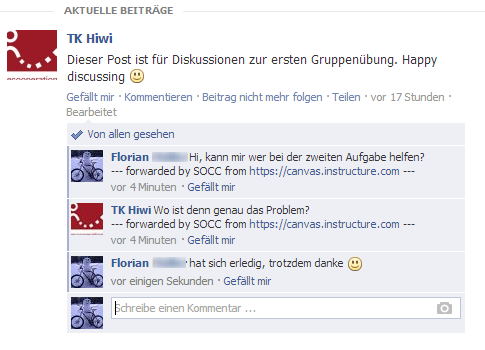 AKTUELLE BEITRÄGE
TK Hiwi
Dieser Post ist für Diskussionen zur ersten Gruppenübung. Happy
discussing
Gefällt mir · Kommentieren · Beitrag nicht mehr folgen · Teilen · vor 17 Stunden ·
Bearbeitet
Von allen gesehen
Florian Hi, kann mir wer bei der zweiten Aufgabe helfen?
--- forwarded by SOCC from https://canvas.instructure.com ---
vor 4 Minuten · Gefällt mir
TK Hiwi Wo ist denn genau das Problem?
--- forwarded by SOCC from https://canvas.instructure.com ---
vor 4 Minuten · Gefällt mir
Florian hat sich erledig, trotzdem danke
vor einigen Sekunden · Gefällt mir
Schreibe einen Kommentar ...